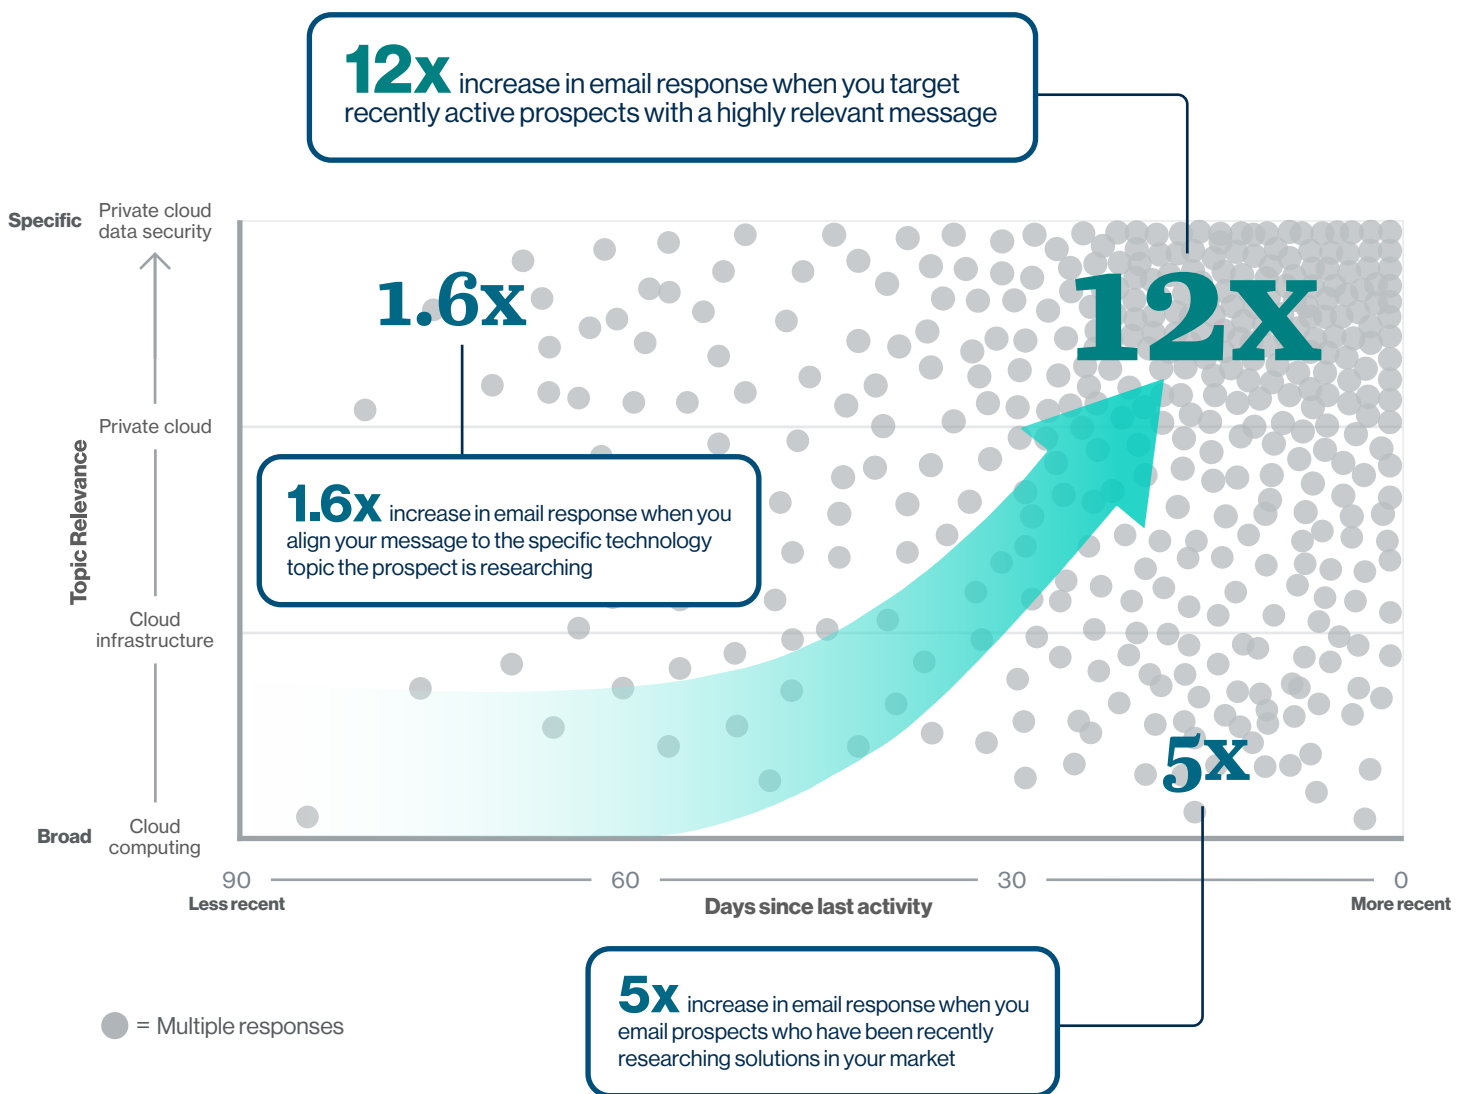 12x increase in email response when you target
recently active prospects with a highly relevant message
Specific
Private cloud
data security
1.6x
12x
Private cloud
Topic Relevance
1.6x increase in email response when you
align your message to the specific technology
topic the prospect is researching
Cloud
infrastructure
5x
Broad
Cloud
computing
90
60
30
0
Less recent
Days since last activity
More recent
5x increase in email response when you
email prospects who have been recently
researching solutions in your market
= Multiple responses